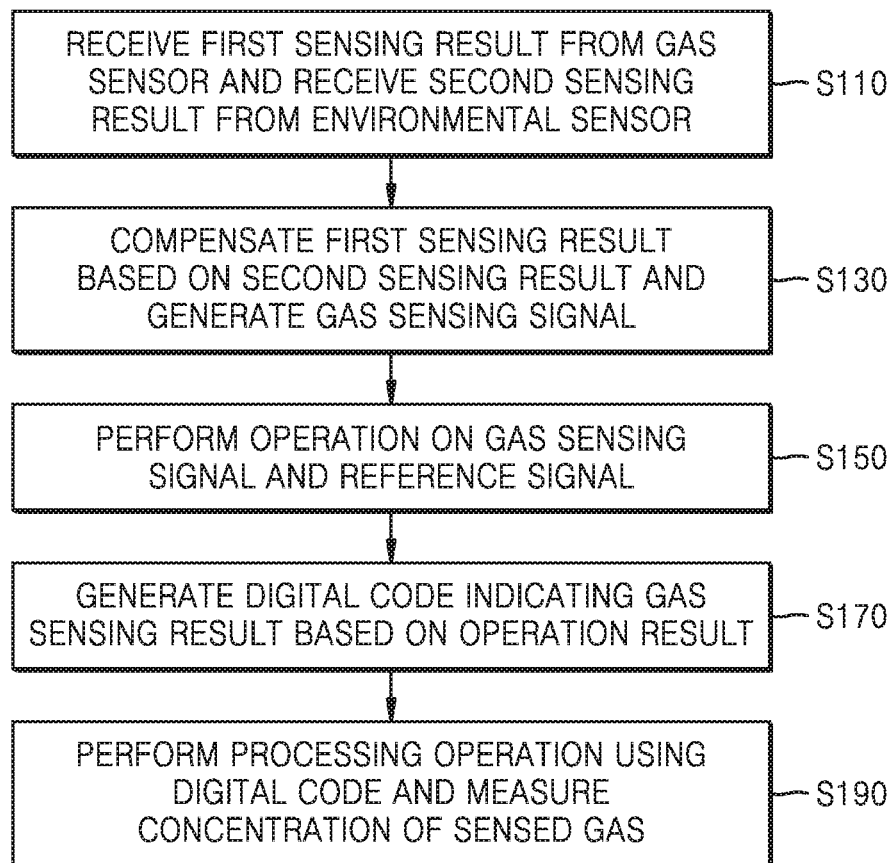 RECEIVE FIRST SENSING RESULT FROM GAS
SENSOR AND RECEIVE SECOND SENSING
RESULT FROM ENVIRONMENTAL SENSOR
S110
COMPENSATE FIRST SENSING RESULT
BASED ON SECOND SENSING RESULT AND
GENERATE GAS SENSING SIGNAL
S130
PERFORM OPERATION ON GAS SENSING
SIGNAL AND REFERENCE SIGNAL
S150
GENERATE DIGITAL CODE INDICATING GAS
SENSING RESULT BASED ON OPERATION RESULT
S170
PERFORM PROCESSING OPERATION USING
DIGITAL CODE AND MEASURE
CONCENTRATION OF SENSED GAS
S190